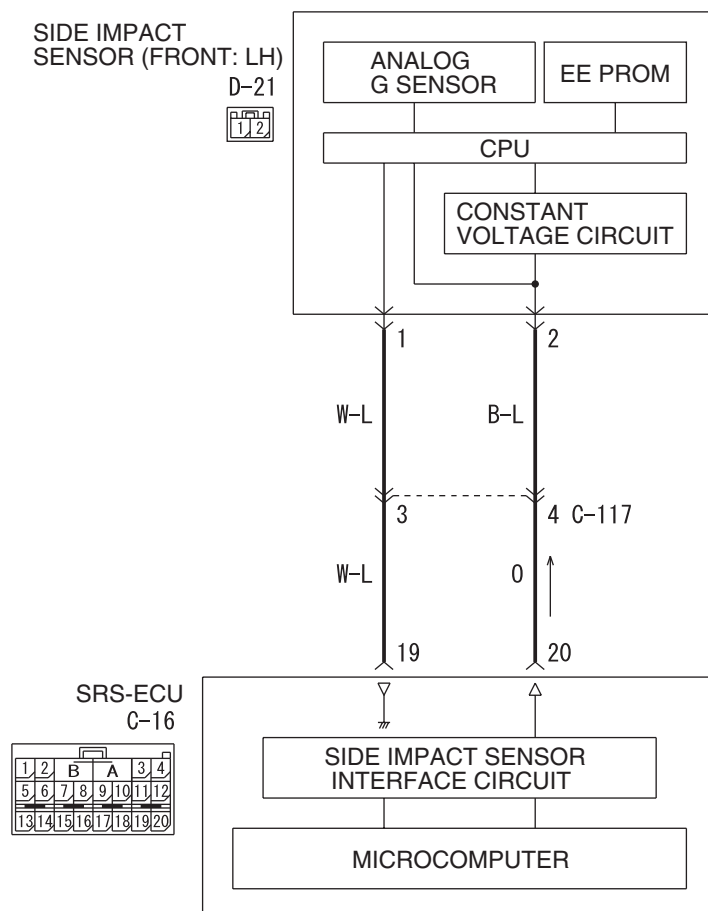 SIDE IMPACT
SENSOR (FRONT: LH)
D-21
1 2
ANALOG
G SENSOR
EE PROM
CPU
CONSTANT
VOLTAGE CIRCUIT
1 2
W-L B-L
3 4 C-117
W-L O
19 20
SRS-ECU
C-16
1 2 B A 3 4
5 6 7 8 9 10 11 12
13 14 15 16 17 18 19 20
SIDE IMPACT SENSOR
INTERFACE CIRCUIT
MICROCOMPUTER